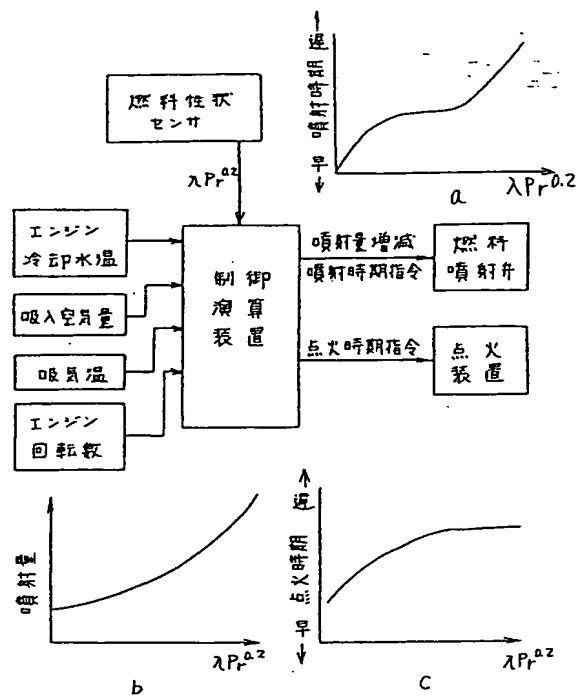 遅
噴射時期
早
λPr^0.2
a
燃料性状
センサ
λPr^0.2
エンジン
冷却水温
吸入空気量
吸気温
エンジン
回転数
制御
演算
装置
噴射量増減
噴射時期指令
燃料
噴射弁
点火時期指令
点火
装置
噴射量
λPr^0.2
b
遅
点火時期
早
λPr^0.2
c